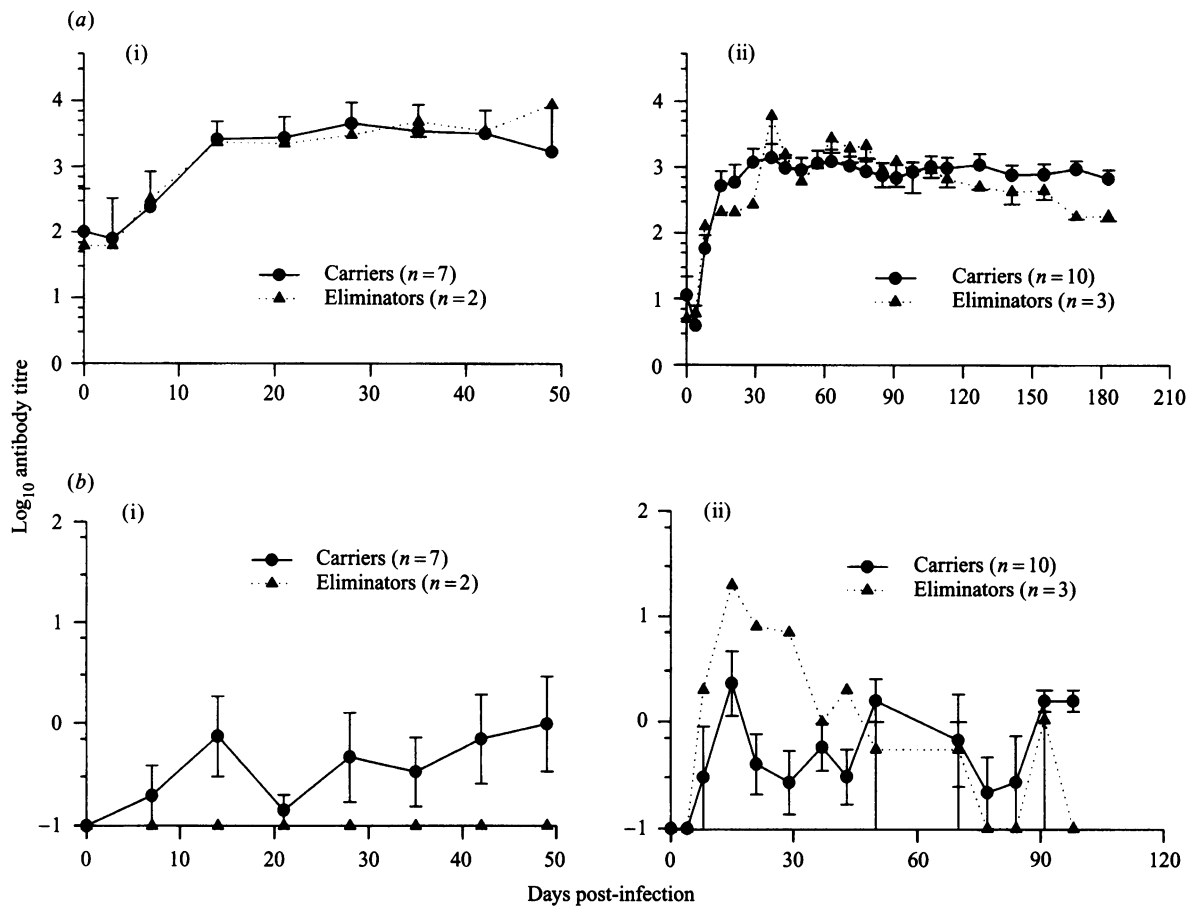 (a)
(i)
4
3
2
1
0
Carriers (n = 7)
Eliminators (n = 2)
0 10 20 30 40 50
(ii)
4
3
2
1
0
Carriers (n = 10)
Eliminators (n = 3)
0 30 60 90 120 150 180 210
Log10 antibody titre
(b)
(i)
2
1
0
−1
Carriers (n = 7)
Eliminators (n = 2)
0 10 20 30 40 50
(ii)
2
1
0
−1
Carriers (n = 10)
Eliminators (n = 3)
0 30 60 90 120
Days post-infection